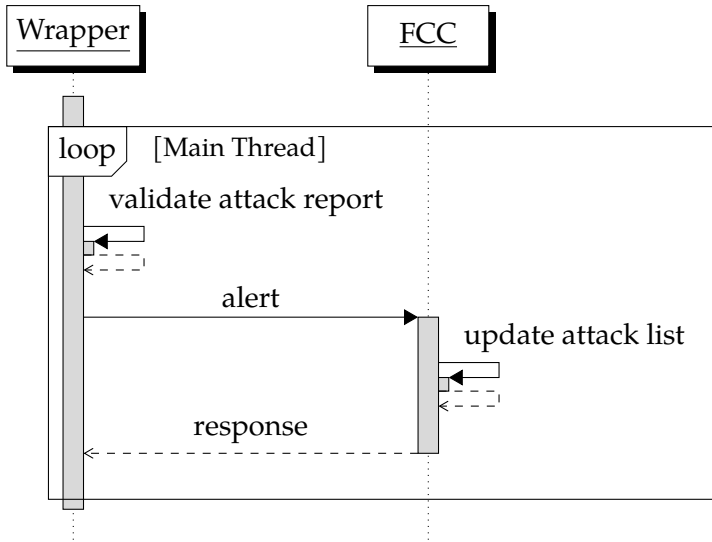 Wrapper
FCC
loop
[Main Thread]
validate attack report
alert
update attack list
response